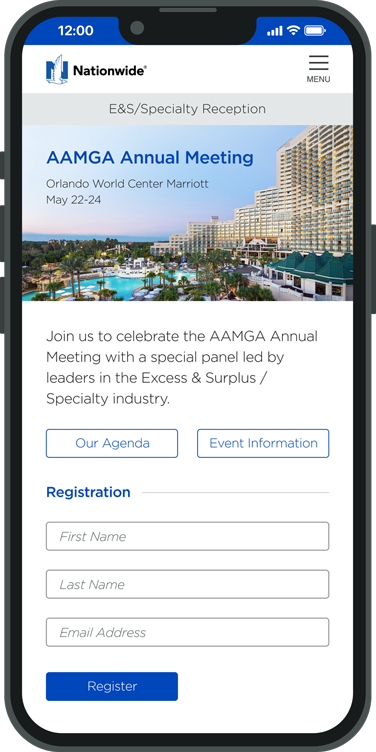 12:00
Nationwide®
MENU
E&S/Specialty Reception
AAMGA Annual Meeting
Orlando World Center Marriott
May 22-24
Join us to celebrate the AAMGA Annual
Meeting with a special panel led by
leaders in the Excess & Surplus /
Specialty industry.
Our Agenda
Event Information
Registration
First Name
Last Name
Email Address
Register